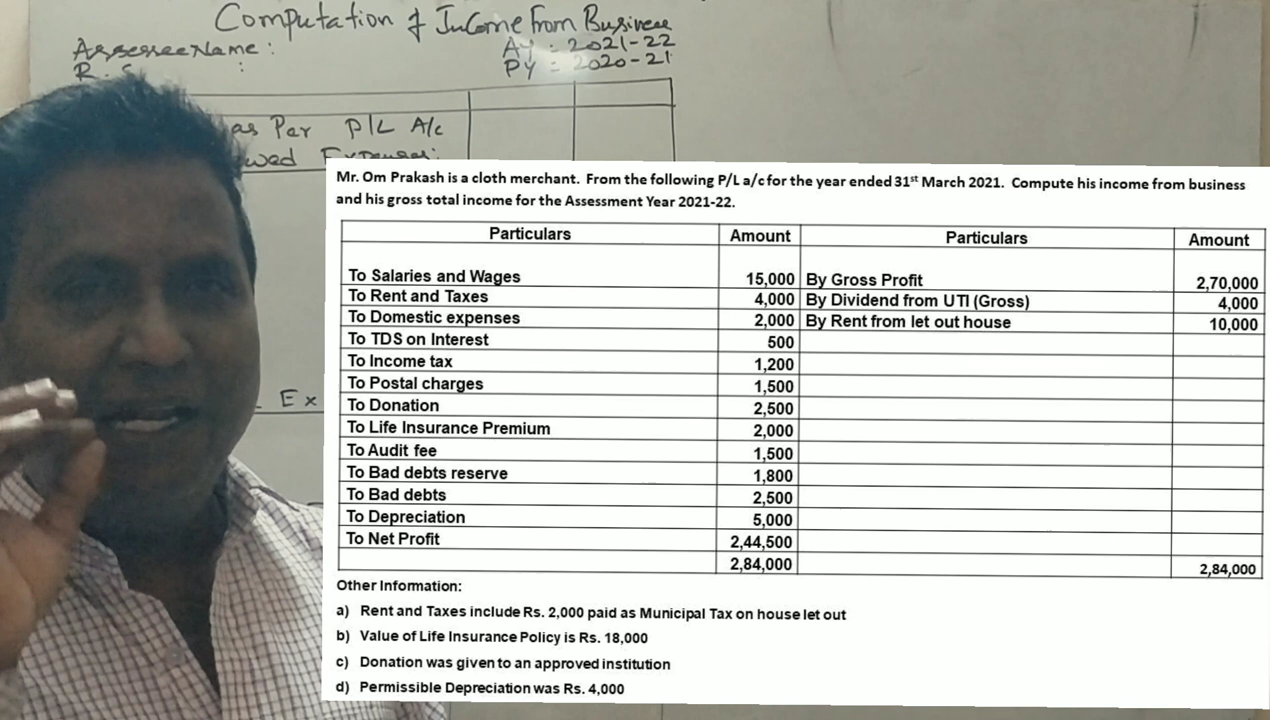 Computation of InCome From Business
Assessee Name :
AY : 2021-22
R. S :
PY = 2020-21
as Per P/L A/c
wed Expenses:
Ex
Mr. Om Prakash is a cloth merchant. From the following P/L a/c for the year ended 31st March 2021. Compute his income from business
and his gross total income for the Assessment Year 2021-22.
Particulars Amount Particulars Amount
To Salaries and Wages 15,000 By Gross Profit 2,70,000
To Rent and Taxes 4,000 By Dividend from UTI (Gross) 4,000
To Domestic expenses 2,000 By Rent from let out house 10,000
To TDS on Interest 500
To Income tax 1,200
To Postal charges 1,500
To Donation 2,500
To Life Insurance Premium 2,000
To Audit fee 1,500
To Bad debts reserve 1,800
To Bad debts 2,500
To Depreciation 5,000
To Net Profit 2,44,500
2,84,000 2,84,000
Other Information:
a) Rent and Taxes include Rs. 2,000 paid as Municipal Tax on house let out
b) Value of Life Insurance Policy is Rs. 18,000
c) Donation was given to an approved institution
d) Permissible Depreciation was Rs. 4,000